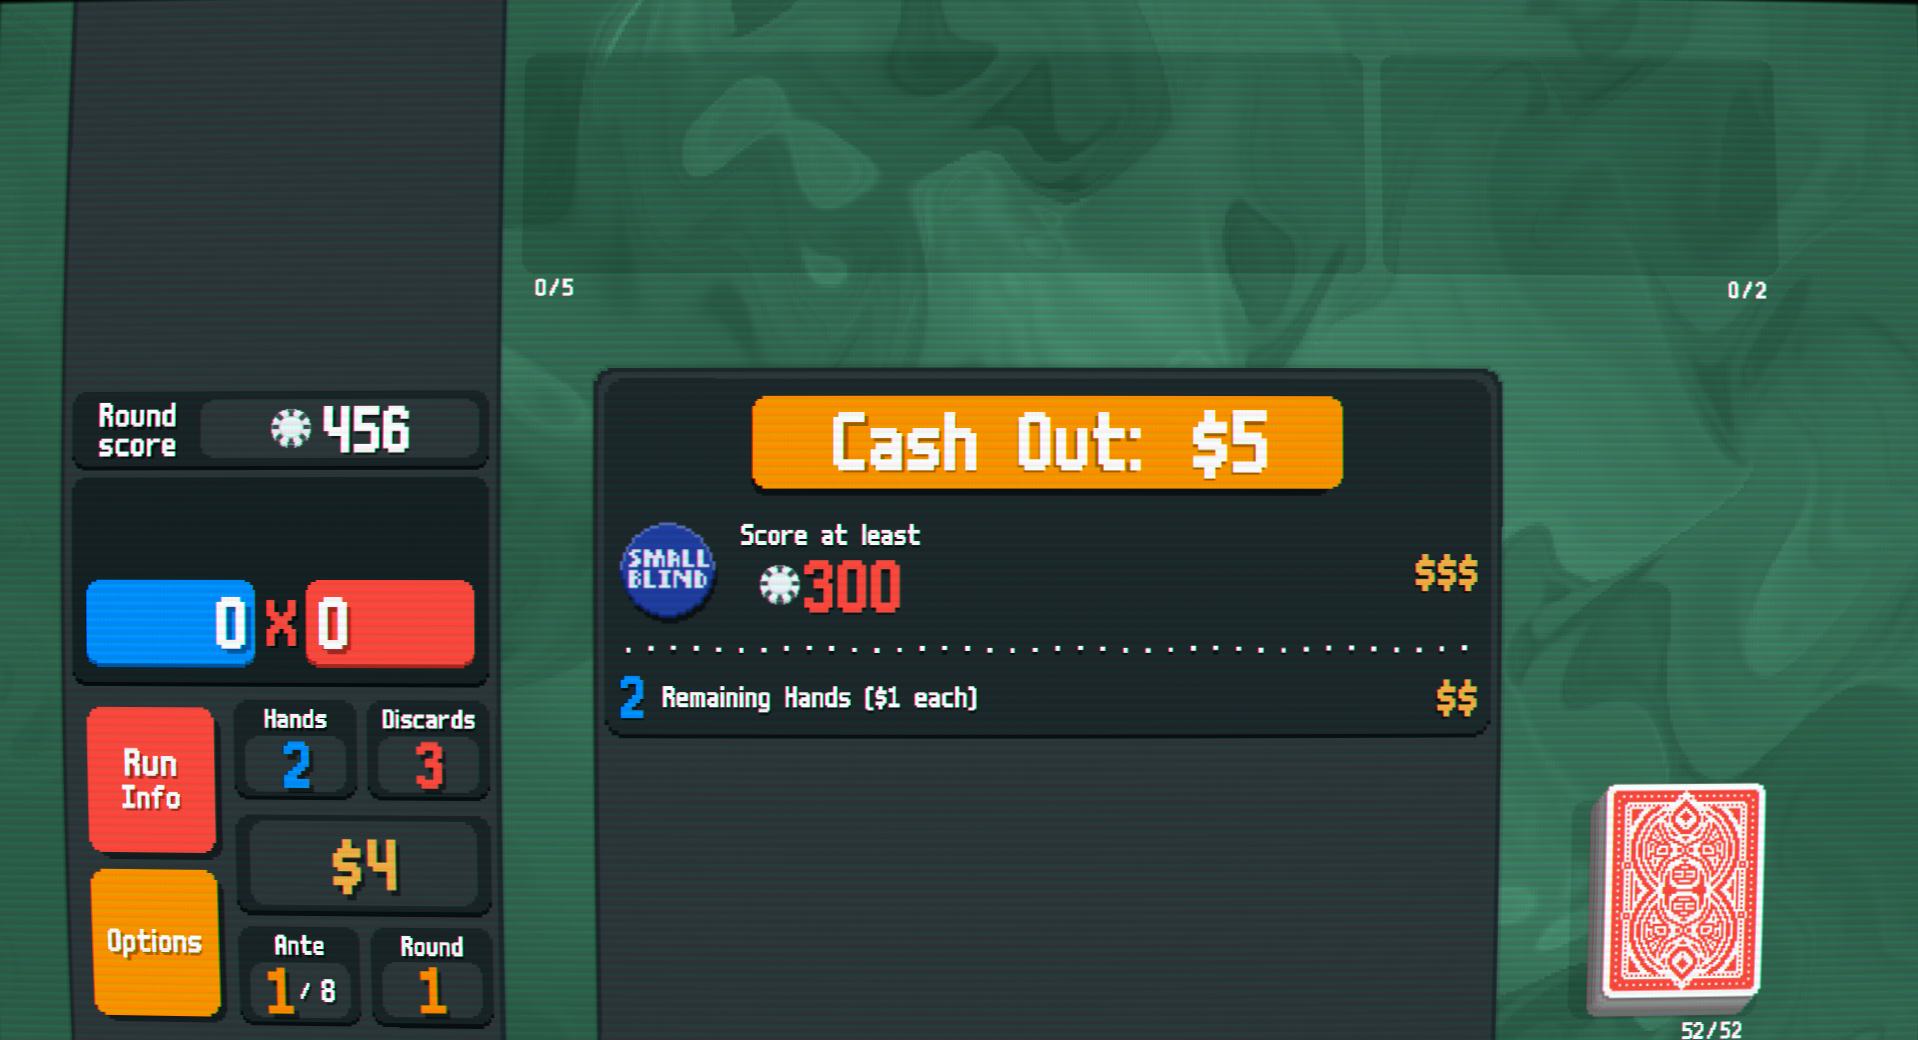 0/5
0/2
Round
score
456
0 X 0
Run
Info
Hands
2
Discards
3
$4
Options
Ante
1 / 8
Round
1
Cash Out: $5
SMALL
BLIND
Score at least
300
$$$
2 Remaining Hands ($1 each)
$$
52/52